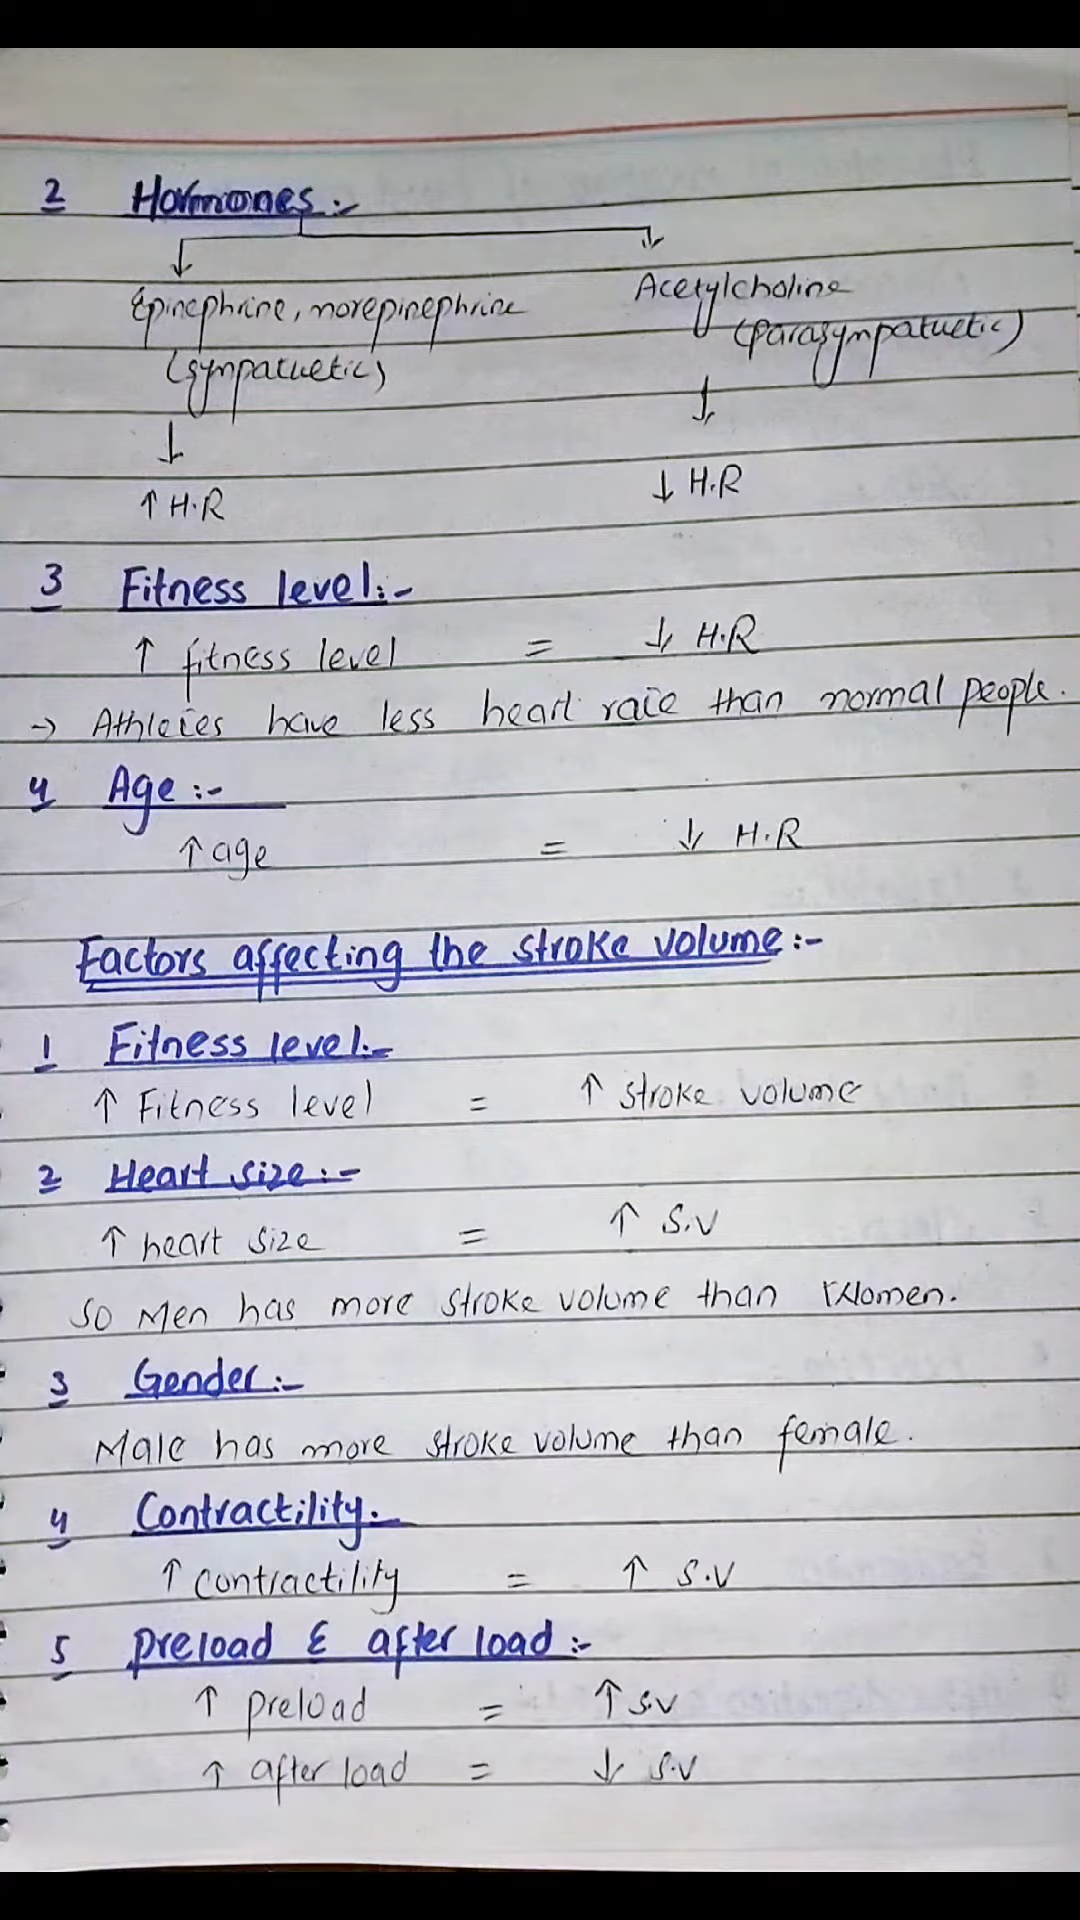 2 Hormones:-
Epinephrine, norepinephrine
Acetylcholine
(sympatuetic)
(parasympatuetic)
↓
↓
↑ H.R
↓ H.R
3 Fitness level:-
↑ fitness level = ↓ H.R
→ Athletes have less heart rate than normal people.
4 Age:-
↑ age = ↓ H.R
Factors affecting the stroke volume:-
1 Fitness level:-
↑ Fitness level = ↑ stroke volume
2 Heart size:-
↑ heart size = ↑ S.V
So Men has more stroke volume than Women.
3 Gender:-
Male has more stroke volume than female.
4 Contractility:-
↑ contractility = ↑ S.V
5 preload & after load:-
↑ preload = ↑ S.V
↑ after load = ↓ S.V